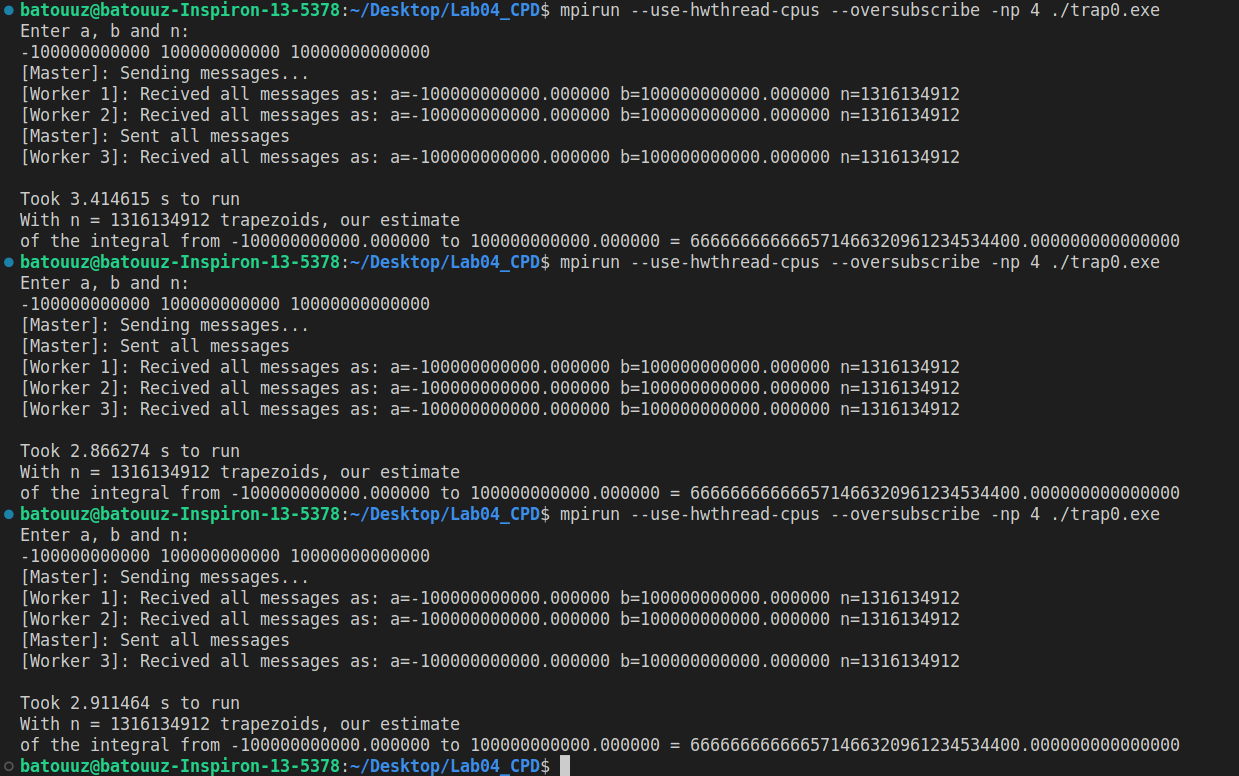 batouuz@batouuz-Inspiron-13-5378:~/Desktop/Lab04_CPD$ mpirun --use-hwthread-cpus --oversubscribe -np 4 ./trap0.exe
Enter a, b and n:
-100000000000 100000000000 10000000000000
[Master]: Sending messages...
[Worker 1]: Recived all messages as: a=-100000000000.000000 b=100000000000.000000 n=1316134912
[Worker 2]: Recived all messages as: a=-100000000000.000000 b=100000000000.000000 n=1316134912
[Master]: Sent all messages
[Worker 3]: Recived all messages as: a=-100000000000.000000 b=100000000000.000000 n=1316134912
Took 3.414615 s to run
With n = 1316134912 trapezoids, our estimate
of the integral from -100000000000.000000 to 100000000000.000000 = 666666666666571466320961234534400.000000000000000
batouuz@batouuz-Inspiron-13-5378:~/Desktop/Lab04_CPD$ mpirun --use-hwthread-cpus --oversubscribe -np 4 ./trap0.exe
Enter a, b and n:
-100000000000 100000000000 10000000000000
[Master]: Sending messages...
[Master]: Sent all messages
[Worker 1]: Recived all messages as: a=-100000000000.000000 b=100000000000.000000 n=1316134912
[Worker 2]: Recived all messages as: a=-100000000000.000000 b=100000000000.000000 n=1316134912
[Worker 3]: Recived all messages as: a=-100000000000.000000 b=100000000000.000000 n=1316134912
Took 2.866274 s to run
With n = 1316134912 trapezoids, our estimate
of the integral from -100000000000.000000 to 100000000000.000000 = 666666666666571466320961234534400.000000000000000
batouuz@batouuz-Inspiron-13-5378:~/Desktop/Lab04_CPD$ mpirun --use-hwthread-cpus --oversubscribe -np 4 ./trap0.exe
Enter a, b and n:
-100000000000 100000000000 10000000000000
[Master]: Sending messages...
[Worker 1]: Recived all messages as: a=-100000000000.000000 b=100000000000.000000 n=1316134912
[Worker 2]: Recived all messages as: a=-100000000000.000000 b=100000000000.000000 n=1316134912
[Master]: Sent all messages
[Worker 3]: Recived all messages as: a=-100000000000.000000 b=100000000000.000000 n=1316134912
Took 2.911464 s to run
With n = 1316134912 trapezoids, our estimate
of the integral from -100000000000.000000 to 100000000000.000000 = 666666666666571466320961234534400.000000000000000
batouuz@batouuz-Inspiron-13-5378:~/Desktop/Lab04_CPD$